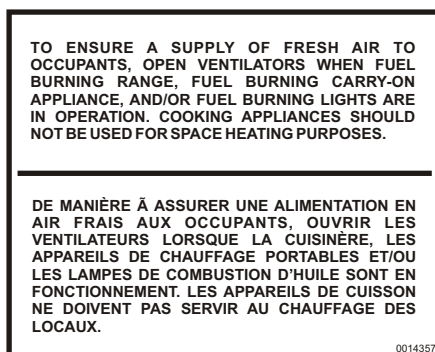 TO ENSURE A SUPPLY OF FRESH AIR TO
OCCUPANTS, OPEN VENTILATORS WHEN FUEL
BURNING RANGE, FUEL BURNING CARRY-ON
APPLIANCE, AND/OR FUEL BURNING LIGHTS ARE
IN OPERATION. COOKING APPLIANCES SHOULD
NOT BE USED FOR SPACE HEATING PURPOSES.
DE MANIÈRE Ã ASSURER UNE ALIMENTATION EN
AIR FRAIS AUX OCCUPANTS, OUVRIR LES
VENTILATEURS LORSQUE LA CUISINÈRE, LES
APPAREILS DE CHAUFFAGE PORTABLES ET/OU
LES LAMPES DE COMBUSTION D'HUILE SONT EN
FONCTIONNEMENT. LES APPAREILS DE CUISSON
NE DOIVENT PAS SERVIR AU CHAUFFAGE DES
LOCAUX.
0014357